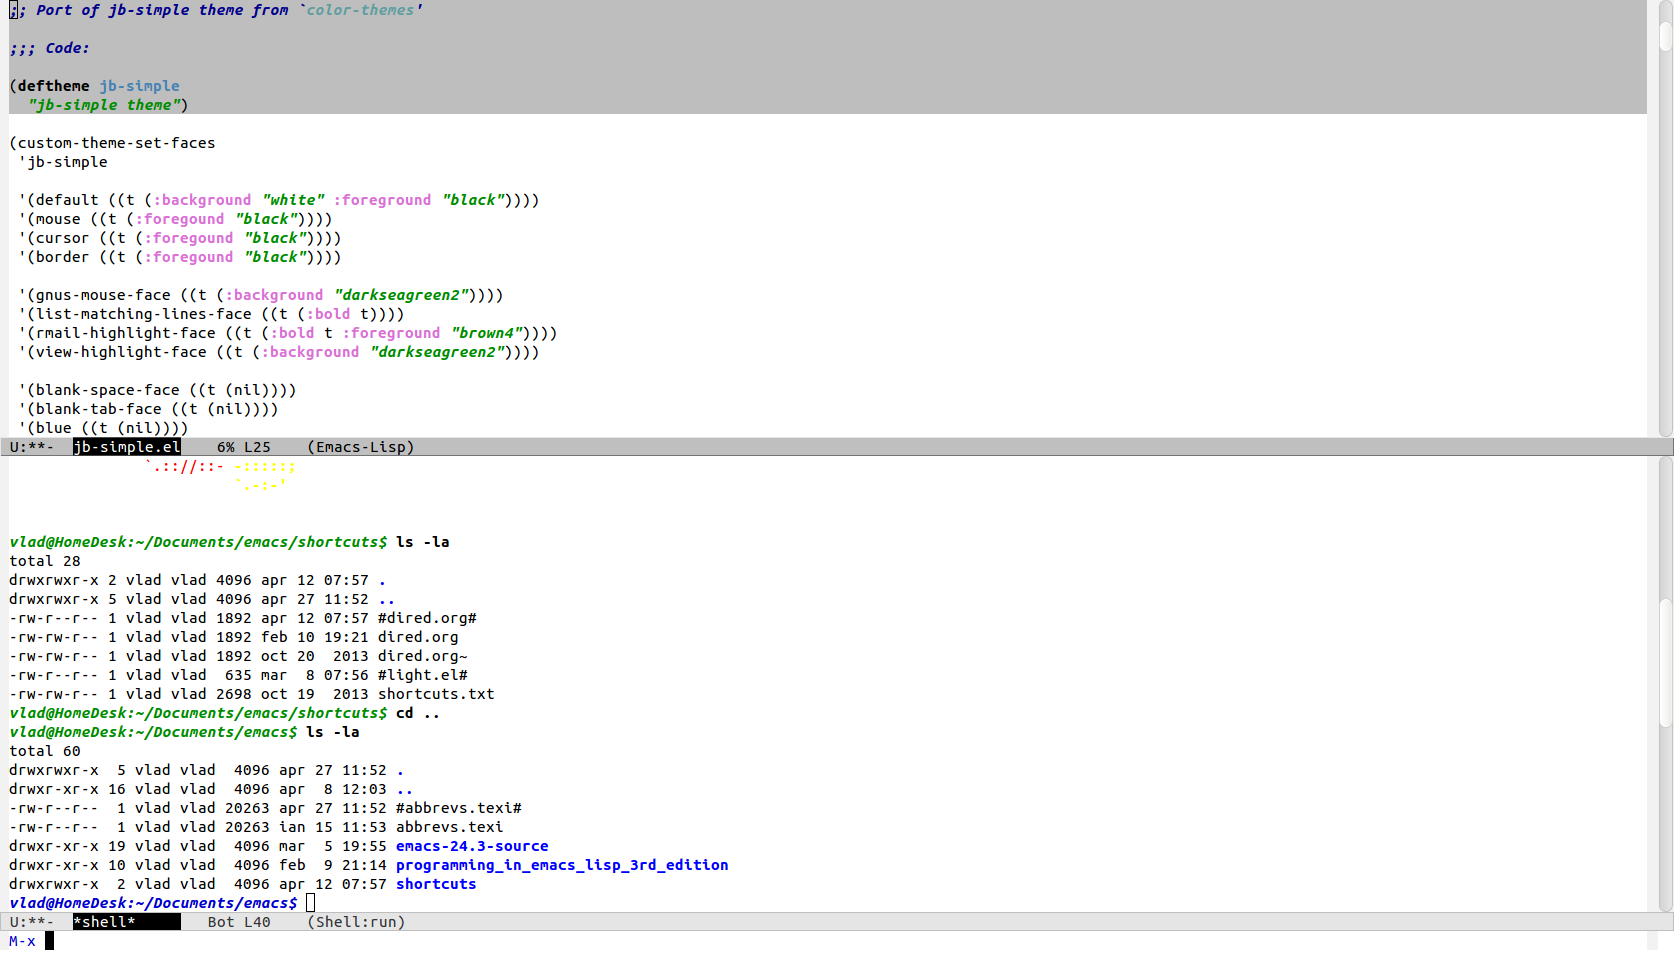 ;; Port of jb-simple theme from `color-themes'
;;; Code:
(deftheme jb-simple
  "jb-simple theme")
(custom-theme-set-faces
 'jb-simple
 '(default ((t (:background "white" :foreground "black"))))
 '(mouse ((t (:foregound "black"))))
 '(cursor ((t (:foregound "black"))))
 '(border ((t (:foregound "black"))))
 '(gnus-mouse-face ((t (:background "darkseagreen2"))))
 '(list-matching-lines-face ((t (:bold t))))
 '(rmail-highlight-face ((t (:bold t :foreground "brown4"))))
 '(view-highlight-face ((t (:background "darkseagreen2"))))
 '(blank-space-face ((t (nil))))
 '(blank-tab-face ((t (nil))))
 '(blue ((t (nil))))
U:**-  jb-simple.el    6% L25    (Emacs-Lisp)
`.:://::- -:::::;
`.-:-'
vlad@HomeDesk:~/Documents/emacs/shortcuts$ ls -la
total 28
drwxrwxr-x 2 vlad vlad 4096 apr 12 07:57 .
drwxrwxr-x 5 vlad vlad 4096 apr 27 11:52 ..
-rw-r--r-- 1 vlad vlad 1892 apr 12 07:57 #dired.org#
-rw-rw-r-- 1 vlad vlad 1892 feb 10 19:21 dired.org
-rw-rw-r-- 1 vlad vlad 1892 oct 20  2013 dired.org~
-rw-r--r-- 1 vlad vlad  635 mar  8 07:56 #light.el#
-rw-rw-r-- 1 vlad vlad 2698 oct 19  2013 shortcuts.txt
vlad@HomeDesk:~/Documents/emacs/shortcuts$ cd ..
vlad@HomeDesk:~/Documents/emacs$ ls -la
total 60
drwxrwxr-x  5 vlad vlad  4096 apr 27 11:52 .
drwxr-xr-x 16 vlad vlad  4096 apr  8 12:03 ..
-rw-r--r--  1 vlad vlad 20263 apr 27 11:52 #abbrevs.texi#
-rw-r--r--  1 vlad vlad 20263 ian 15 11:53 abbrevs.texi
drwxr-xr-x 19 vlad vlad  4096 mar  5 19:55 emacs-24.3-source
drwxr-xr-x 10 vlad vlad  4096 feb  9 21:14 programming_in_emacs_lisp_3rd_edition
drwxrwxr-x  2 vlad vlad  4096 apr 12 07:57 shortcuts
vlad@HomeDesk:~/Documents/emacs$
U:**-  *shell*        Bot L40    (Shell:run)
M-x